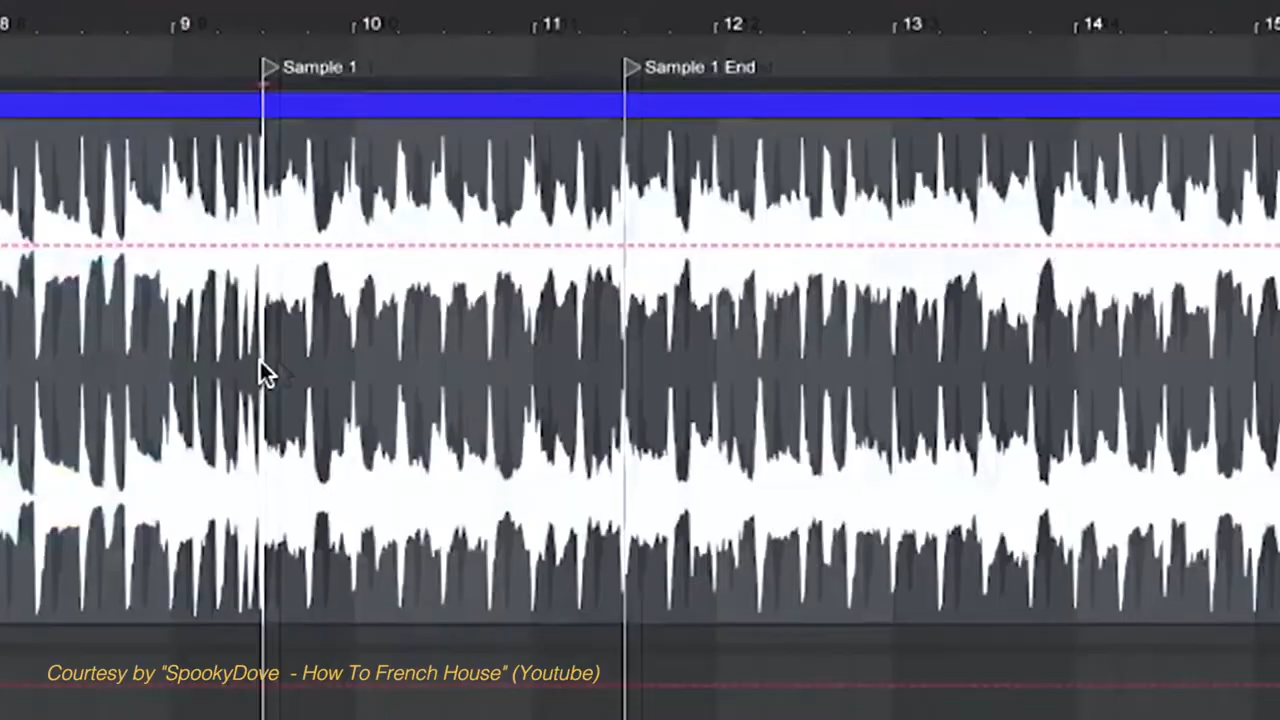 8 9 10 11 12 13 14 15
Sample 1 Sample 1 End
Courtesy by "SpookyDove - How To French House" (Youtube)